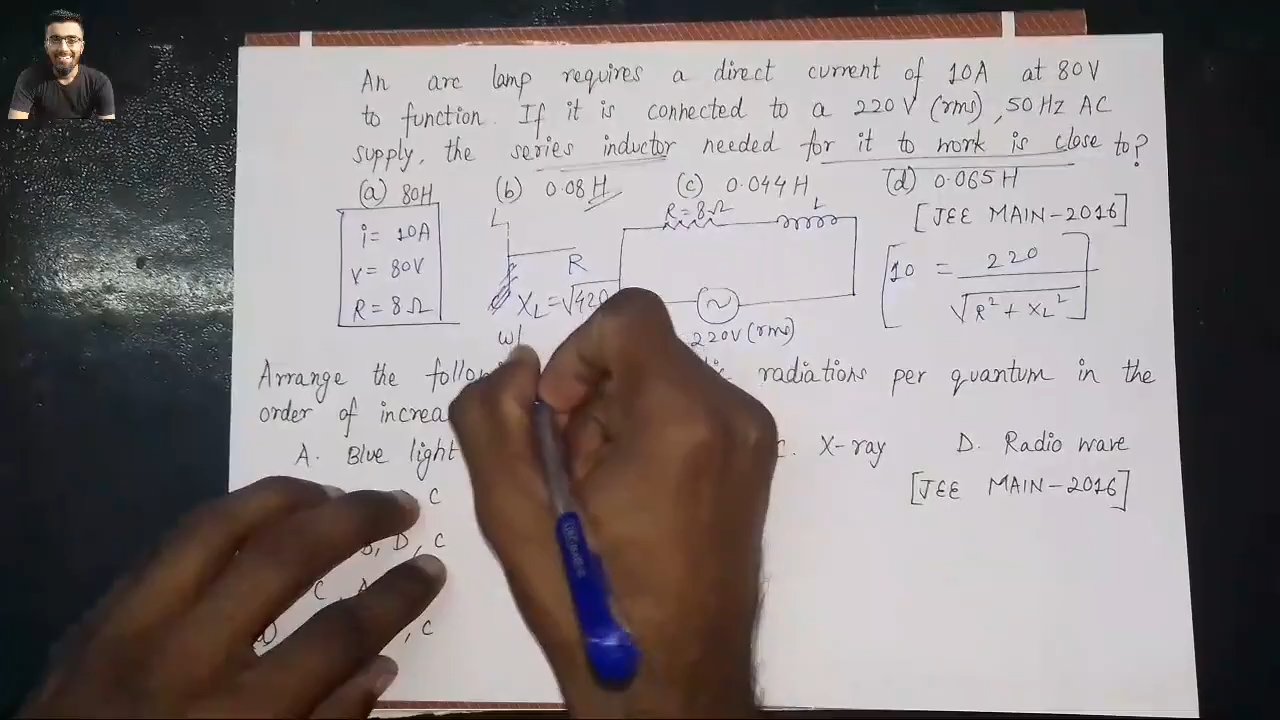 An arc lamp requires a direct current of 10A at 80V
to function. If it is connected to a 220V (rms), 50Hz AC
supply, the series inductor needed for it to work is close to?
(a) 80H (b) 0.08H (c) 0.044H (d) 0.065H
[JEE MAIN-2016]
i = 10A
V = 80V
R = 8Ω
L
R
X_L = √420
R = 8Ω L
220V (rms)
10 = 220 / √R² + X_L²
Arrange the radiations per quantum in the
order of
A. Blue light C. X-ray D. Radio wave
[JEE MAIN-2016]
C
D, C
C,
, C